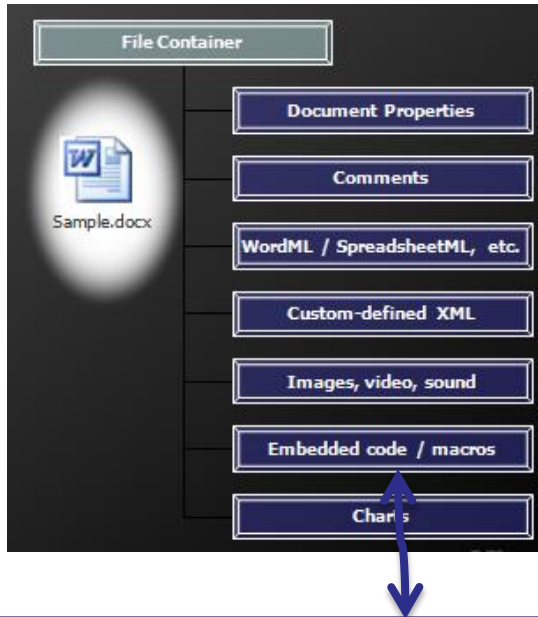 File Container
Document Properties
Comments
Sample.docx
WordML / SpreadsheetML, etc.
Custom-defined XML
Images, video, sound
Embedded code / macros
Charts